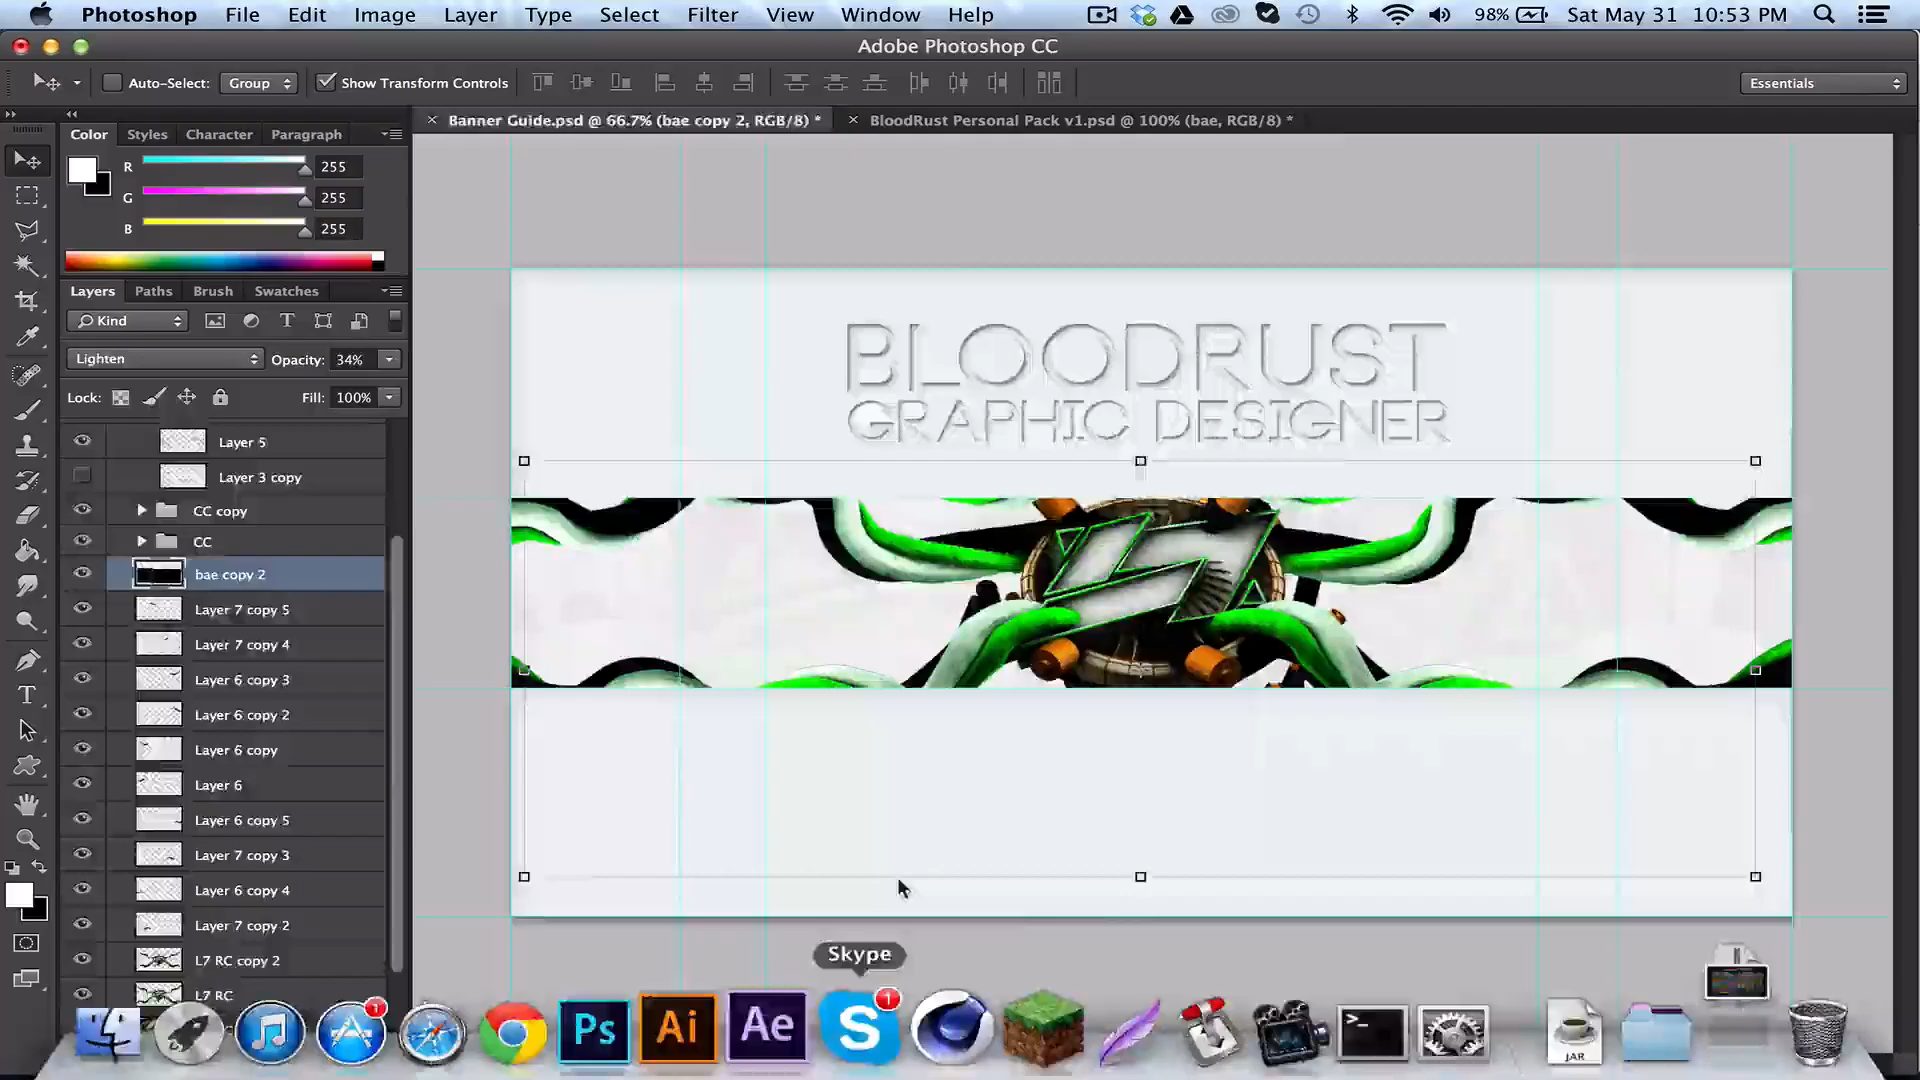 Photoshop File Edit Image Layer Type Select Filter View Window Help 98% Sat May 31 10:53 PM
Adobe Photoshop CC
Auto-Select: Group Show Transform Controls Essentials
Color Styles Character Paragraph
Banner Guide.psd @ 66.7% (bae copy 2, RGB/8) * BloodRust Personal Pack v1.psd @ 100% (bae, RGB/8) *
R 255
G 255
B 255
Layers Paths Brush Swatches
Kind
Lighten Opacity: 34%
Lock: Fill: 100%
Layer 5
Layer 3 copy
CC copy
CC
bae copy 2
Layer 7 copy 5
Layer 7 copy 4
Layer 6 copy 3
Layer 6 copy 2
Layer 6 copy
Layer 6
Layer 6 copy 5
Layer 7 copy 3
Layer 6 copy 4
Layer 7 copy 2
L7 RC copy 2
L7 RC
BLOODRUST
GRAPHIC DESIGNER
Skype
1
1
Ps Ai Ae S
>_
JAR